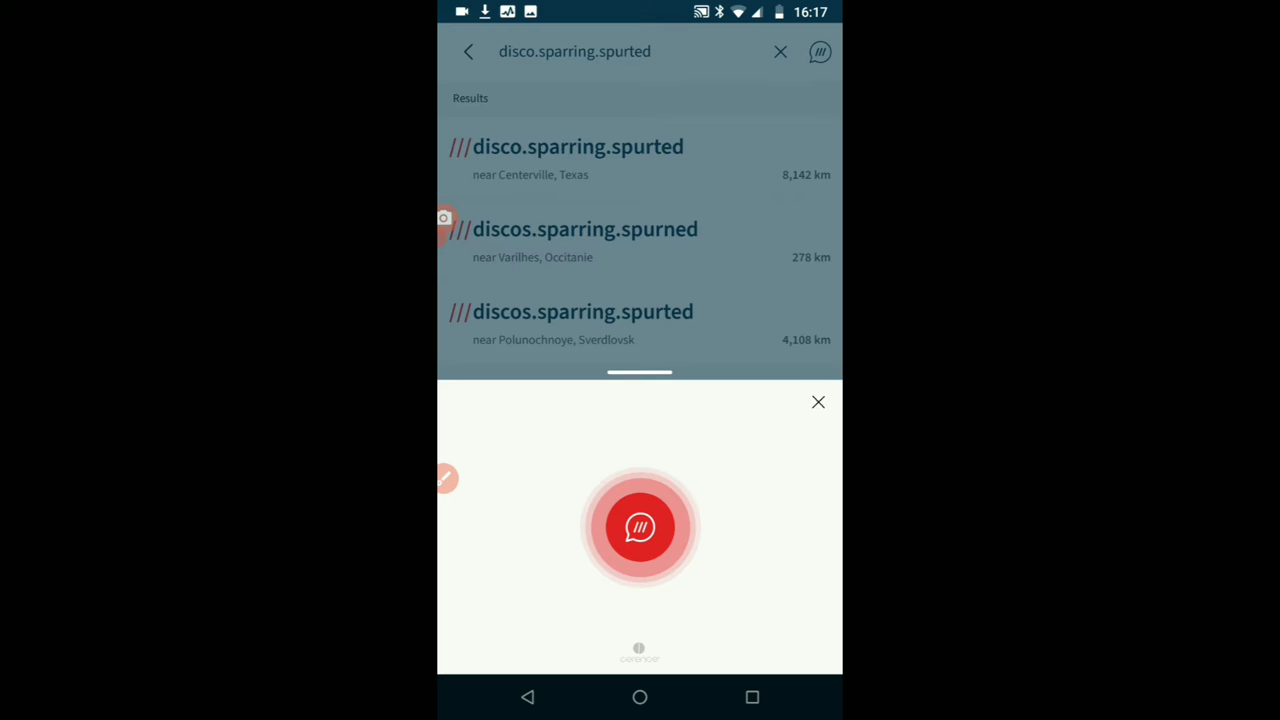 16:17
disco.sparring.spurted
Results
///disco.sparring.spurted
near Centerville, Texas 8,142 km
///discos.sparring.spurned
near Varilhes, Occitanie 278 km
///discos.sparring.spurted
near Polunochnoye, Sverdlovsk 4,108 km
cerence